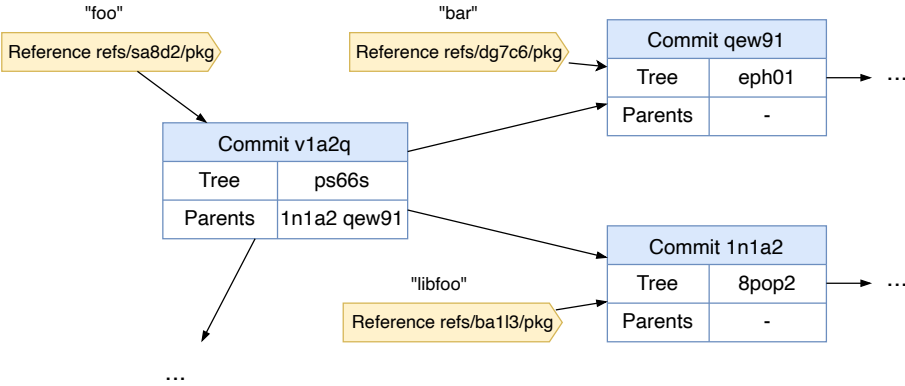 "foo"
Reference refs/sa8d2/pkg
"bar"
Reference refs/dg7c6/pkg
Commit qew91
Tree eph01
Parents -
...
Commit v1a2q
Tree ps66s
Parents 1n1a2 qew91
Commit 1n1a2
Tree 8pop2
Parents -
...
"libfoo"
Reference refs/ba1l3/pkg
...